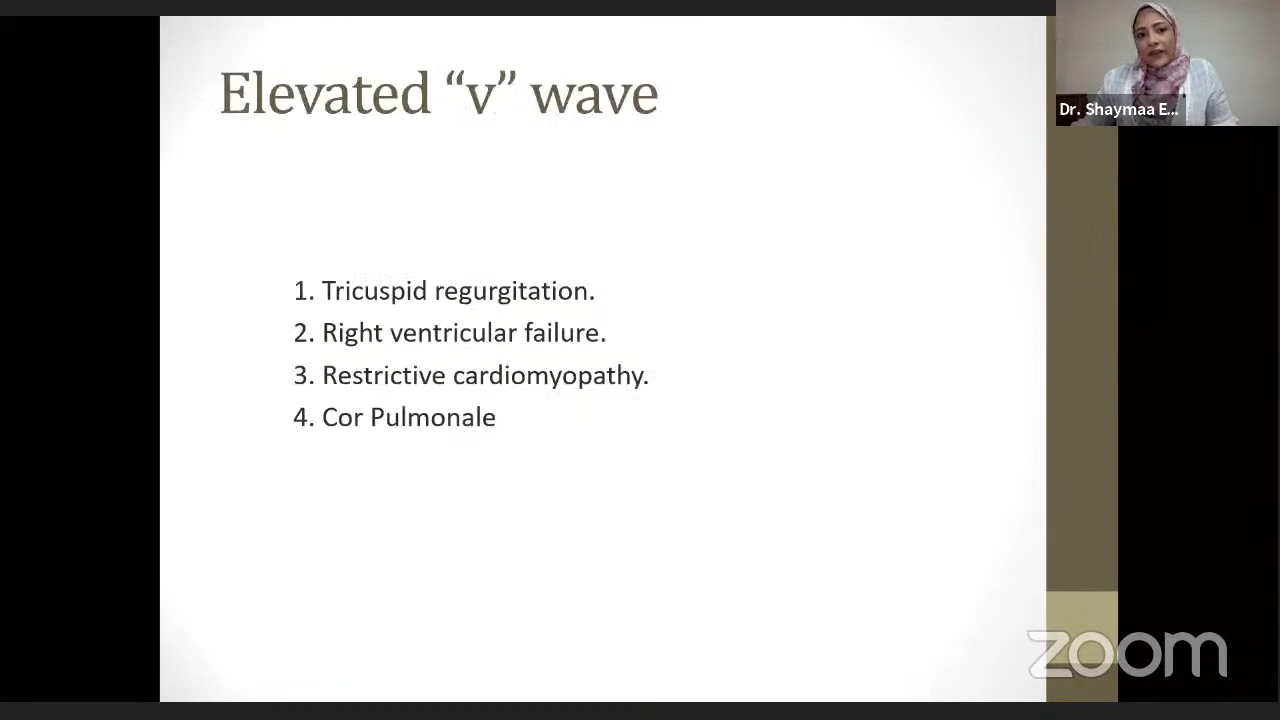 Elevated “v” wave
Dr. Shaymaa E...
1. Tricuspid regurgitation.
2. Right ventricular failure.
3. Restrictive cardiomyopathy.
4. Cor Pulmonale
zoom